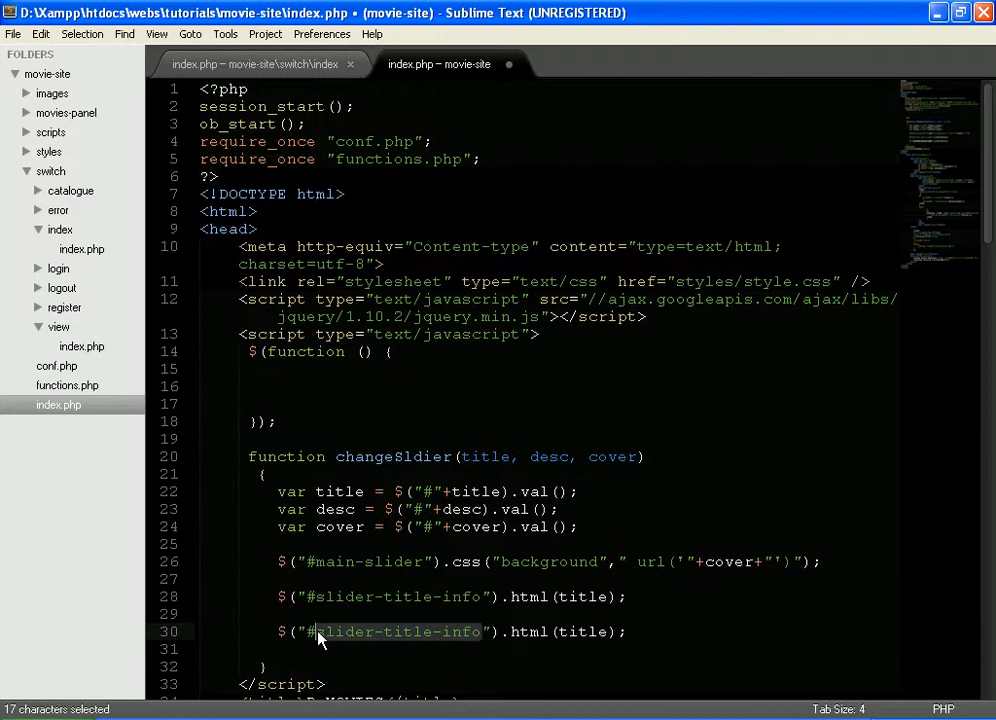 D:\Xampp\htdocs\webs\tutorials\movie-site\index.php • (movie-site) - Sublime Text (UNREGISTERED)
File Edit Selection Find View Goto Tools Project Preferences Help
FOLDERS
movie-site
images
movies-panel
scripts
styles
switch
catalogue
error
index
index.php
login
logout
register
view
index.php
conf.php
functions.php
index.php
index.php — movie-site\switch\index × index.php — movie-site
1 <?php
2 session_start();
3 ob_start();
4 require_once "conf.php";
5 require_once "functions.php";
6 ?>
7 <!DOCTYPE html>
8 <html>
9 <head>
10 <meta http-equiv="Content-type" content="type=text/html;
charset=utf-8">
11 <link rel="stylesheet" type="text/css" href="styles/style.css" />
12 <script type="text/javascript" src="//ajax.googleapis.com/ajax/libs/
jquery/1.10.2/jquery.min.js"></script>
13 <script type="text/javascript">
14 $(function () {
15
16
17
18 });
19
20 function changeSldier(title, desc, cover)
21 {
22 var title = $("#"+title).val();
23 var desc = $("#"+desc).val();
24 var cover = $("#"+cover).val();
25
26 $("#main-slider").css("background"," url('"+cover+"')");
27
28 $("#slider-title-info").html(title);
29
30 $("#slider-title-info").html(title);
31
32 }
33 </script>
17 characters selected Tab Size: 4 PHP